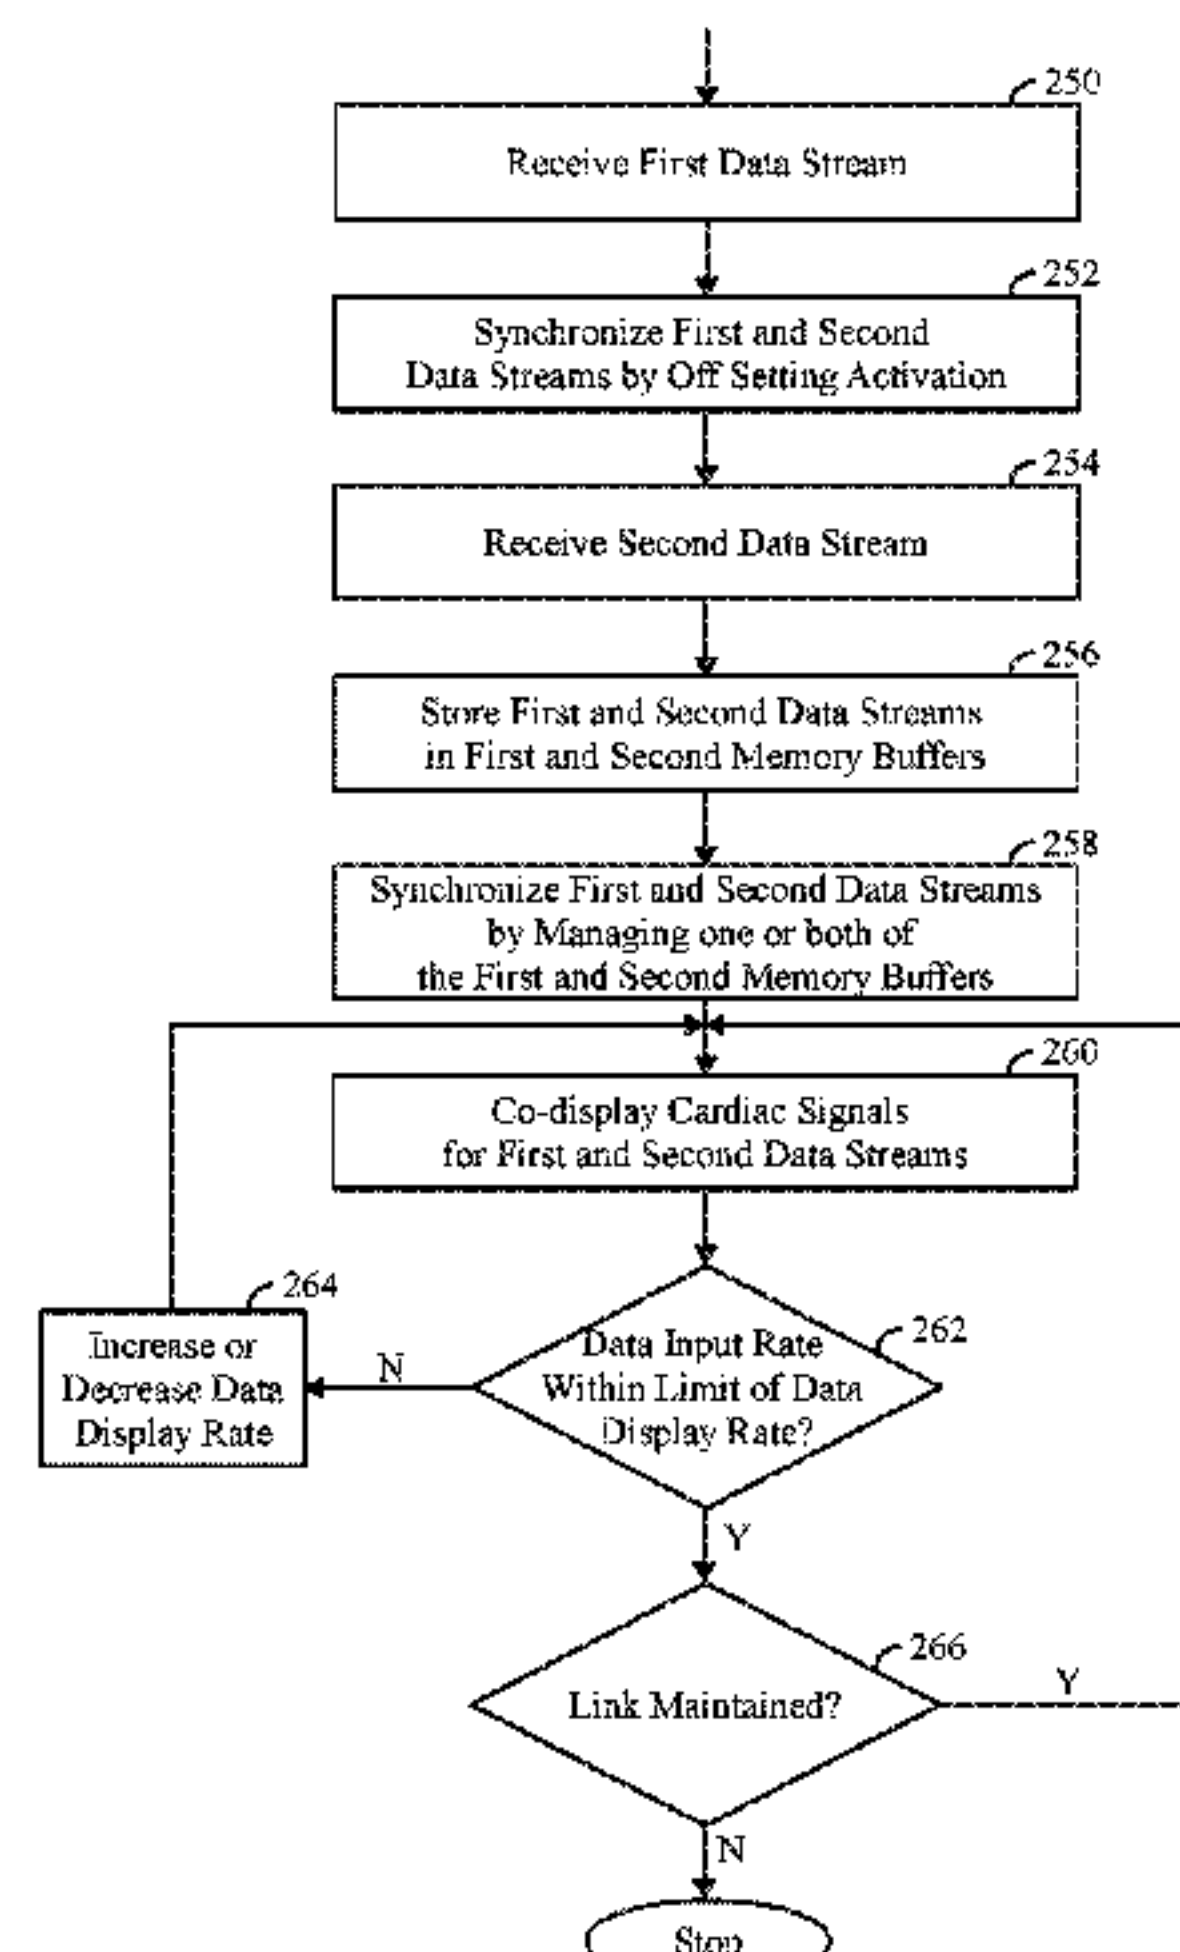 250
Receive First Data Stream
252
Synchronize First and Second
Data Streams by Off Setting Activation
254
Receive Second Data Stream
256
Store First and Second Data Streams
in First and Second Memory Buffers
258
Synchronize First and Second Data Streams
by Managing one or both of
the First and Second Memory Buffers
260
Co-display Cardiac Signals
for First and Second Data Streams
264
Increase or
Decrease Data
Display Rate
N
262
Data Input Rate
Within Limit of Data
Display Rate?
Y
266
Link Maintained?
Y
N
Stop